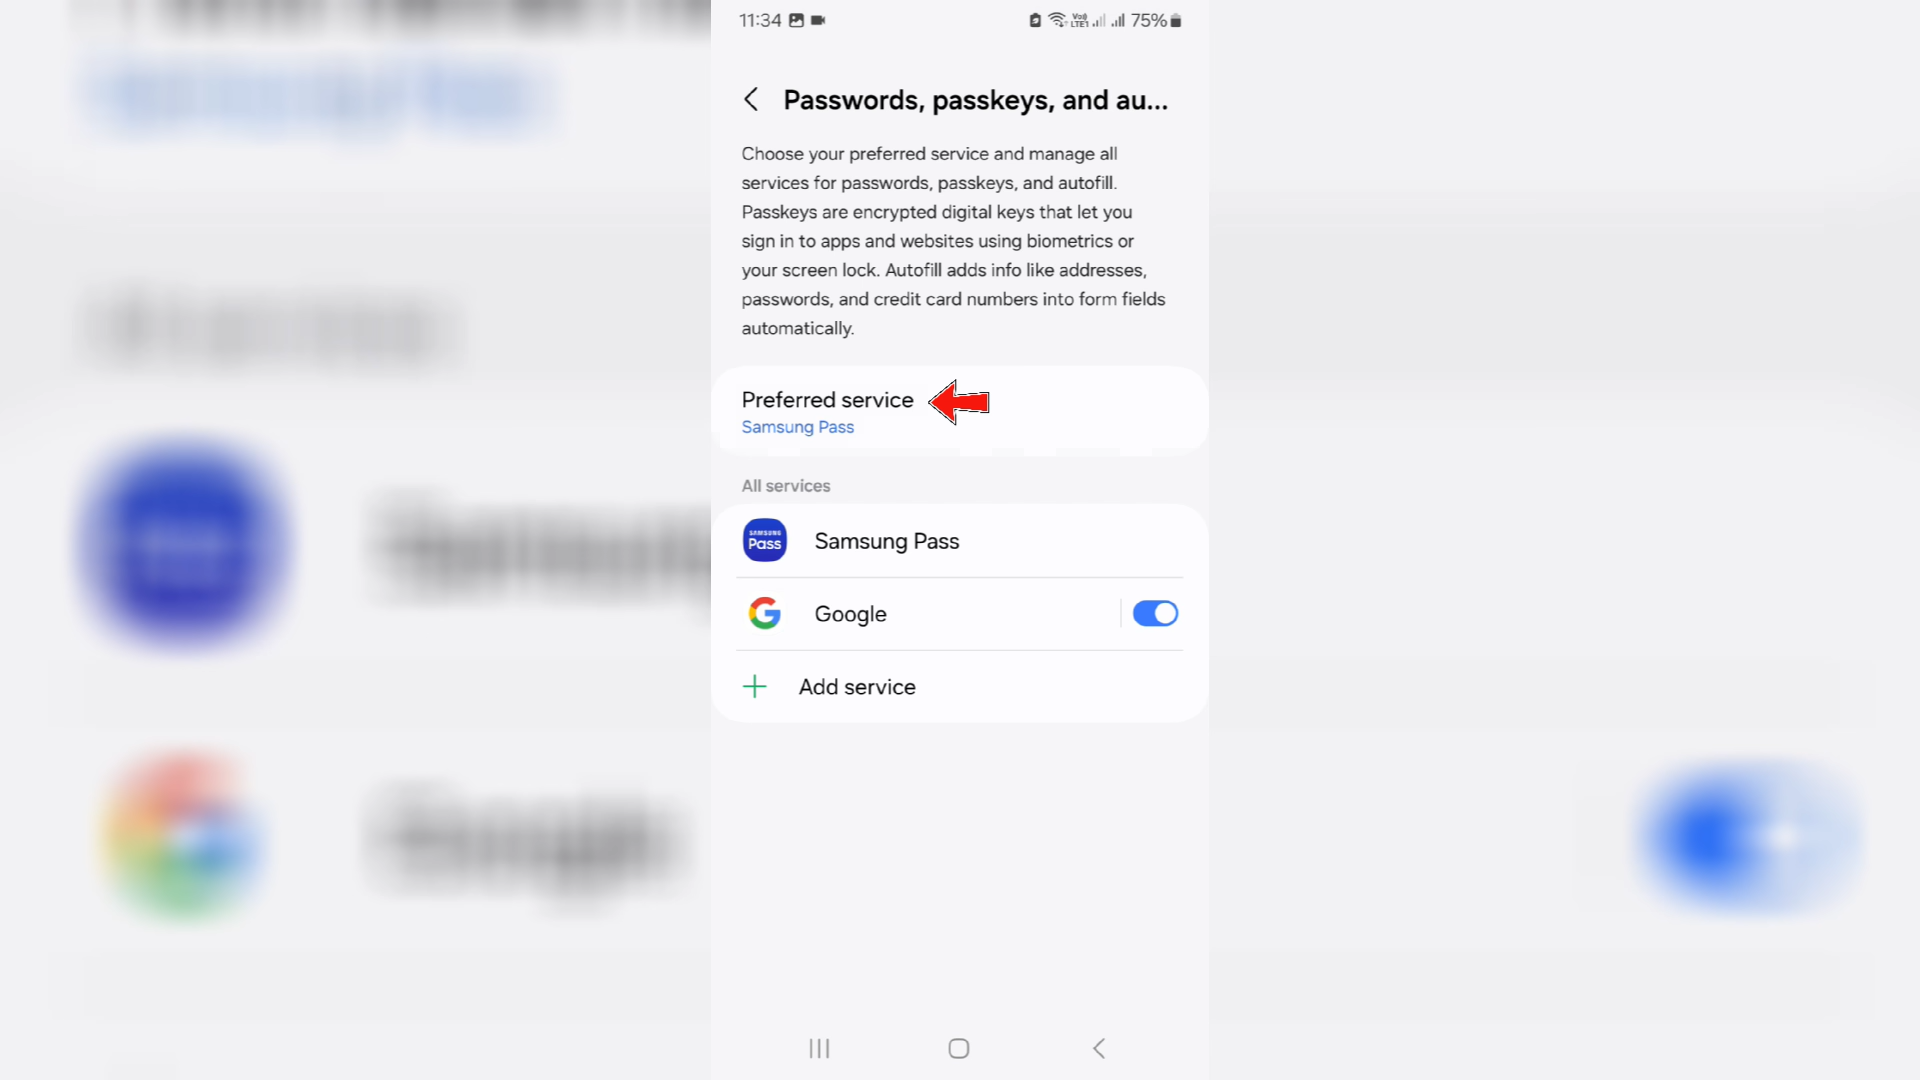 11:34 75%
Passwords, passkeys, and au...
Choose your preferred service and manage all
services for passwords, passkeys, and autofill.
Passkeys are encrypted digital keys that let you
sign in to apps and websites using biometrics or
your screen lock. Autofill adds info like addresses,
passwords, and credit card numbers into form fields
automatically.
Preferred service
Samsung Pass
All services
SAMSUNG
Pass
Samsung Pass
Google
Add service